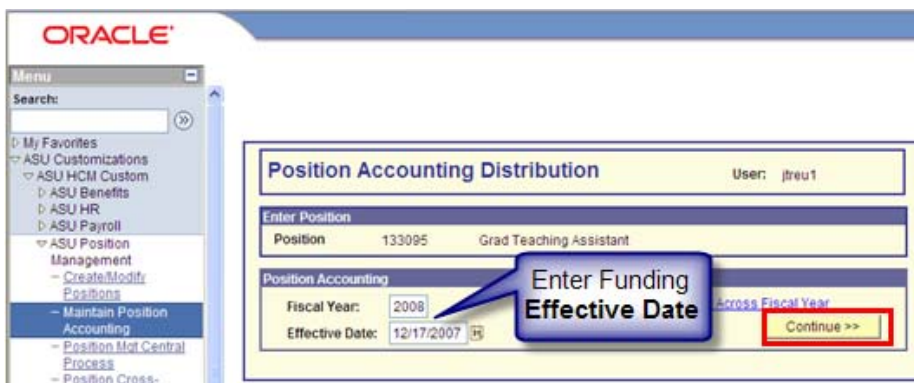 ORACLE'
Menu
Search:
My Favorites
ASU Customizations
ASU HCM Custom
ASU Benefits
ASU HR
ASU Payroll
ASU Position
Management
- Create/Modify
Positions
- Maintain Position
Accounting
- Position Mgt Central
Process
- Position Cross-
Position Accounting Distribution
User: jtreu1
Enter Position
Position 133095 Grad Teaching Assistant
Position Accounting
Fiscal Year: 2008
Across Fiscal Year
Effective Date: 12/17/2007
Continue >>
Enter Funding
Effective Date